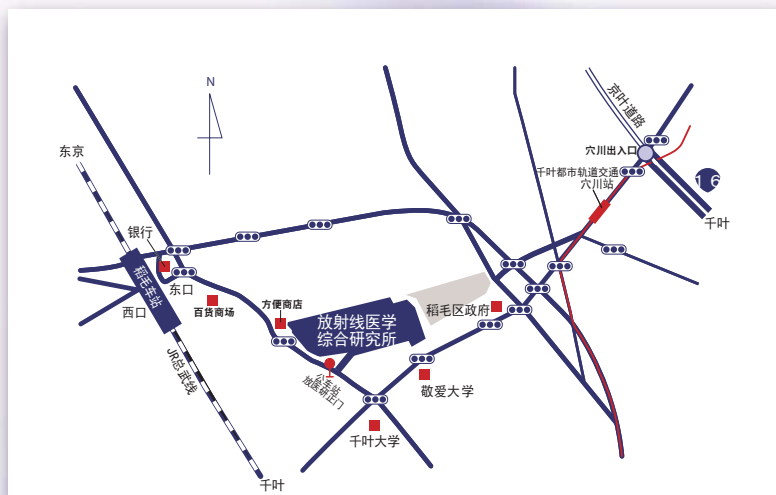 N
京叶道路
东京
穴川出入口
千叶都市轨道交通
穴川站
16
千叶
银行
稻毛车站
东口
西口
百货商场
方便商店
放射线医学
综合研究所
稻毛区政府
JR总武线
公车站
放医研正门
敬爱大学
千叶大学
千叶